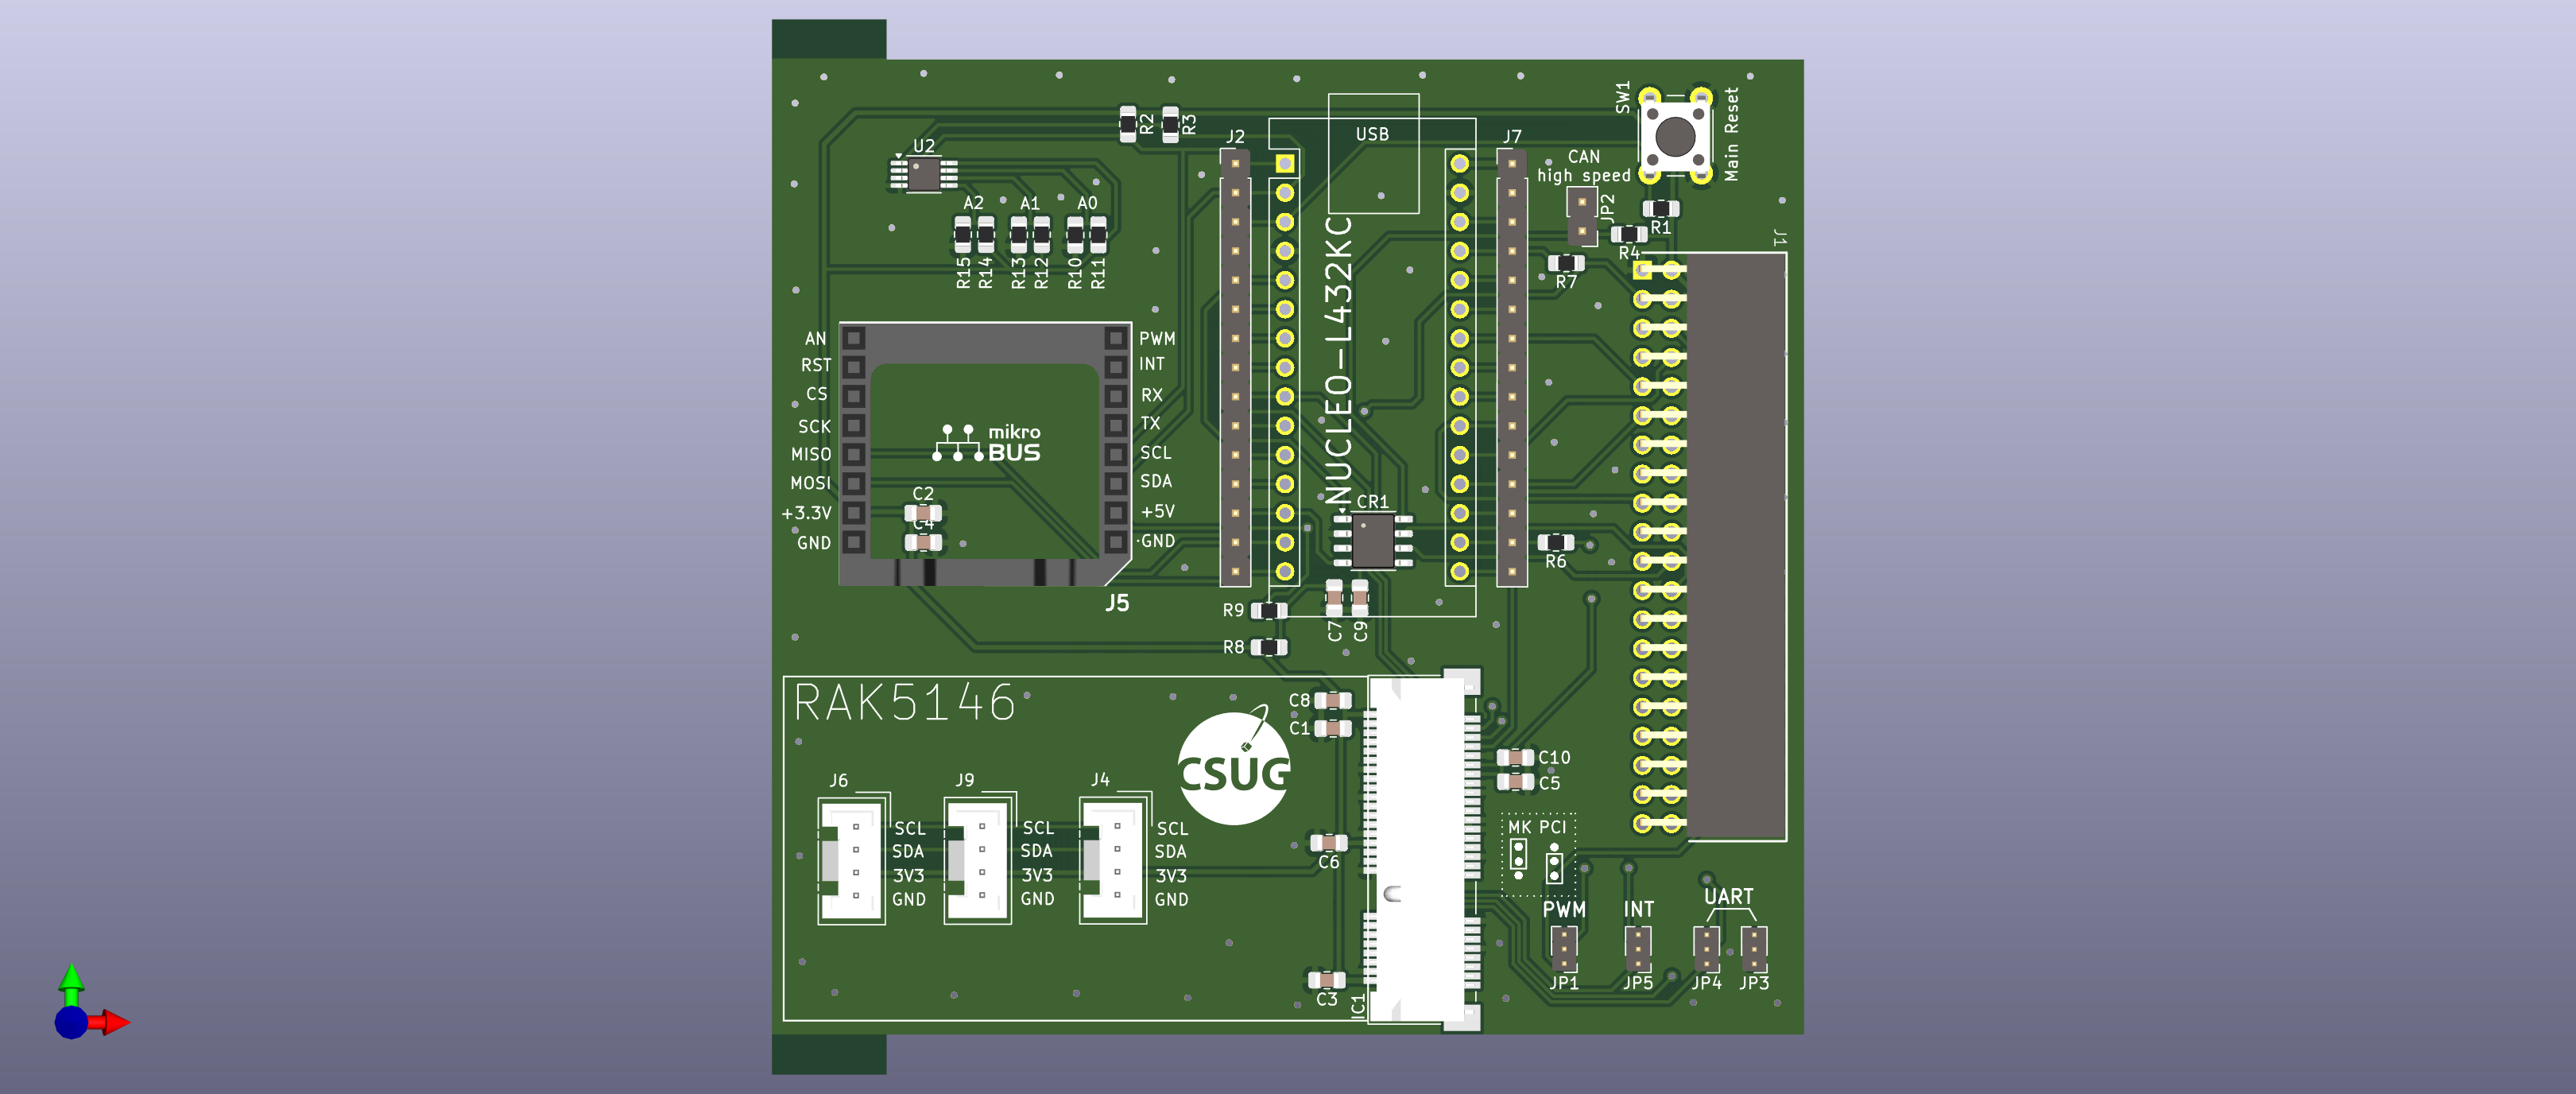 SW1
Main Reset
R2
R3
U2
J2
USB
J7
CAN
high speed
JP2
R1
R4
J1
R7
A2
A1
A0
R15
R14
R13
R12
R10
R11
NUCLEO-L432KC
AN
RST
CS
SCK
MISO
MOSI
+3.3V
GND
PWM
INT
RX
TX
SCL
SDA
+5V
GND
mikro
BUS
C2
C4
J5
CR1
R6
R9
R8
C7
C9
RAK5146
C8
C1
CSUG
C10
C5
J6
J9
J4
SCL
SDA
3V3
GND
SCL
SDA
3V3
GND
SCL
SDA
3V3
GND
C6
C3
IC1
MK PCI
PWM
INT
UART
JP1
JP5
JP4
JP3